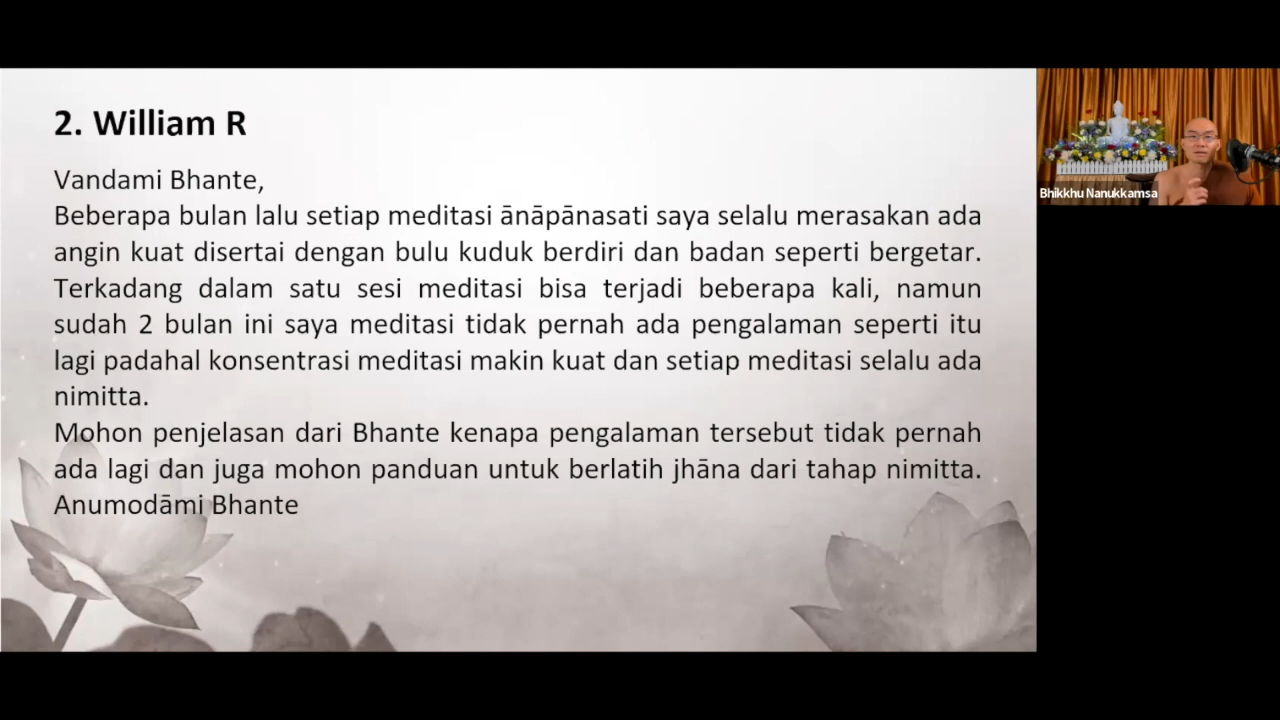 2. William R
Vandami Bhante,
Beberapa bulan lalu setiap meditasi ānāpānasati saya selalu merasakan ada
angin kuat disertai dengan bulu kuduk berdiri dan badan seperti bergetar.
Terkadang dalam satu sesi meditasi bisa terjadi beberapa kali, namun
sudah 2 bulan ini saya meditasi tidak pernah ada pengalaman seperti itu
lagi padahal konsentrasi meditasi makin kuat dan setiap meditasi selalu ada
nimitta.
Mohon penjelasan dari Bhante kenapa pengalaman tersebut tidak pernah
ada lagi dan juga mohon panduan untuk berlatih jhāna dari tahap nimitta.
Anumodāmi Bhante
Bhikkhu Nanukkamsa